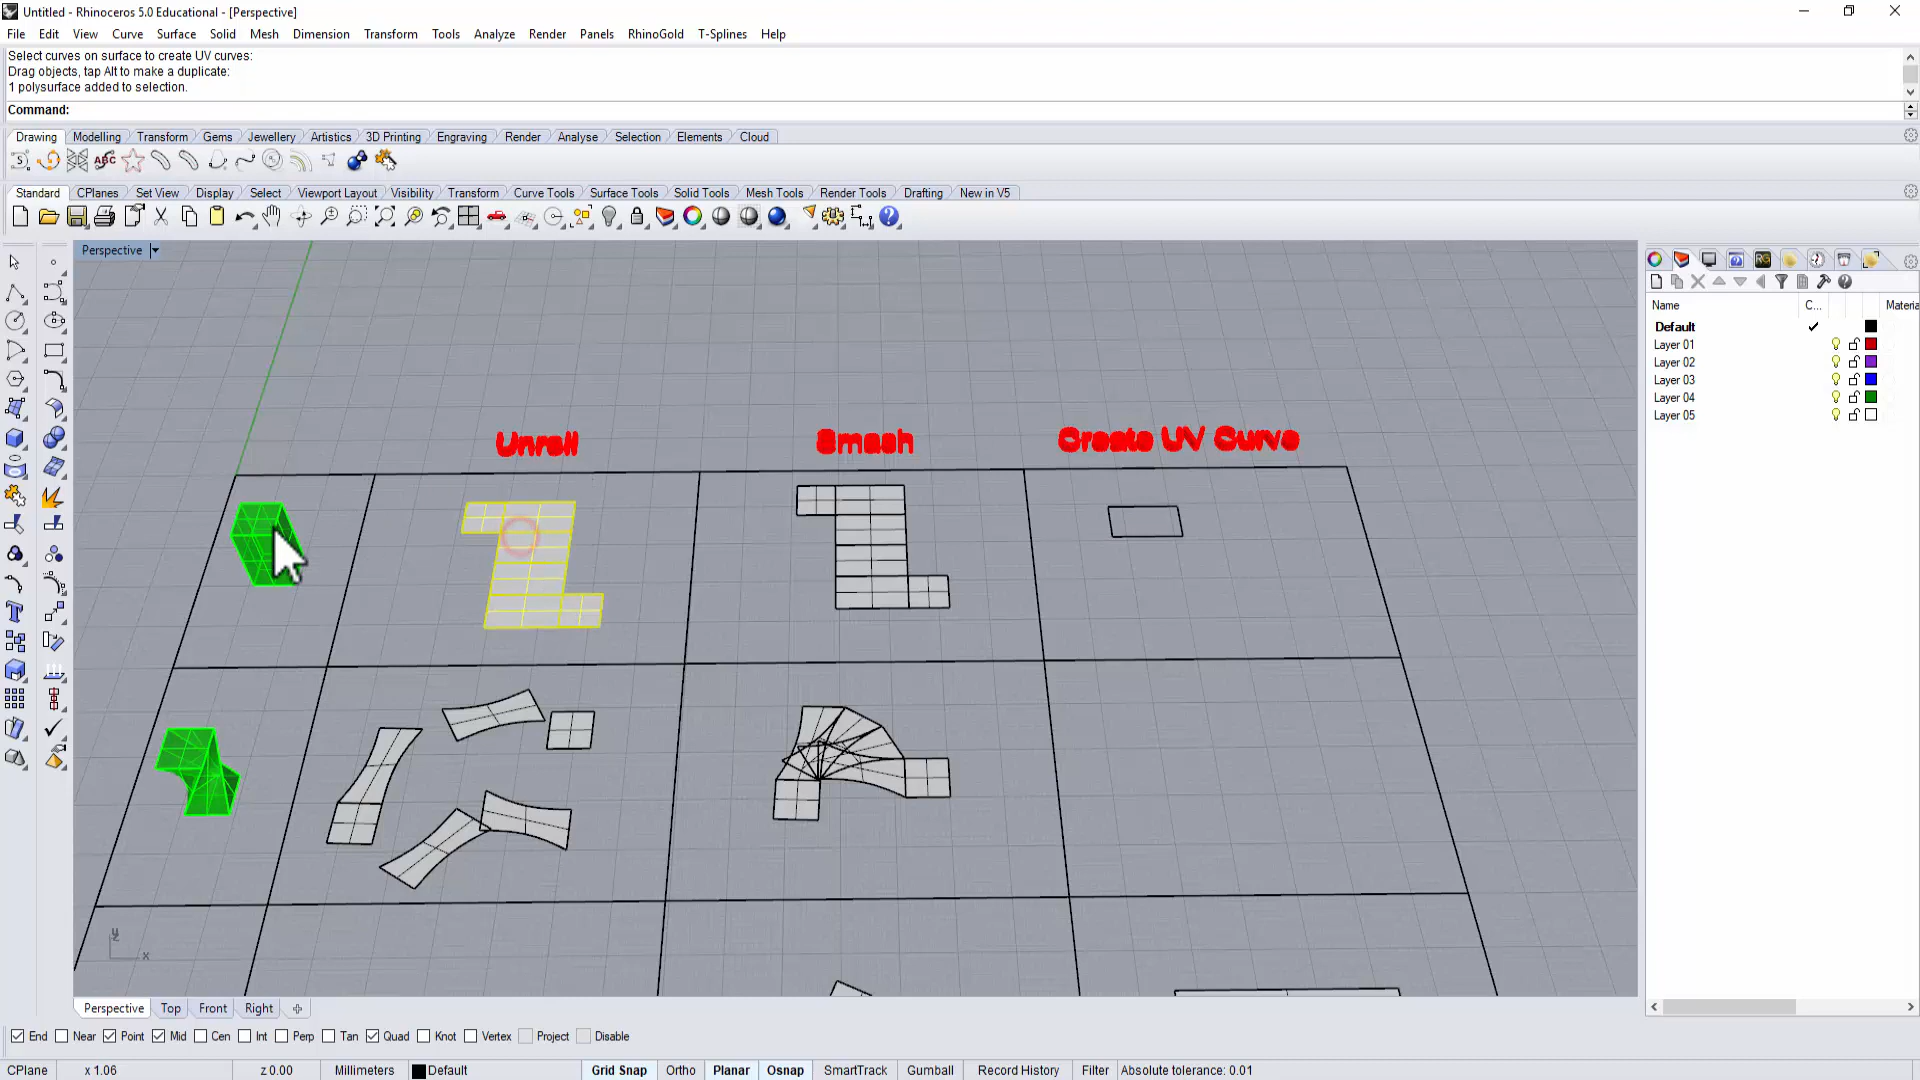 Untitled - Rhinoceros 5.0 Educational - [Perspective]
File Edit View Curve Surface Solid Mesh Dimension Transform Tools Analyze Render Panels RhinoGold T-Splines Help
Select curves on surface to create UV curves:
Drag objects, tap Alt to make a duplicate:
1 polysurface added to selection.
Command:
Drawing Modelling Transform Gems Jewellery Artistics 3D Printing Engraving Render Analyse Selection Elements Cloud
ABC
Standard CPlanes Set View Display Select Viewport Layout Visibility Transform Curve Tools Surface Tools Solid Tools Mesh Tools Render Tools Drafting New in V5
Perspective
Name C... Materia
Default
Layer 01
Layer 02
Layer 03
Layer 04
Layer 05
Unroll Smash Create UV Curve
y
x
Perspective Top Front Right
End Near Point Mid Cen Int Perp Tan Quad Knot Vertex Project Disable
CPlane x 1.06 z 0.00 Millimeters Default Grid Snap Ortho Planar Osnap SmartTrack Gumball Record History Filter Absolute tolerance: 0.01